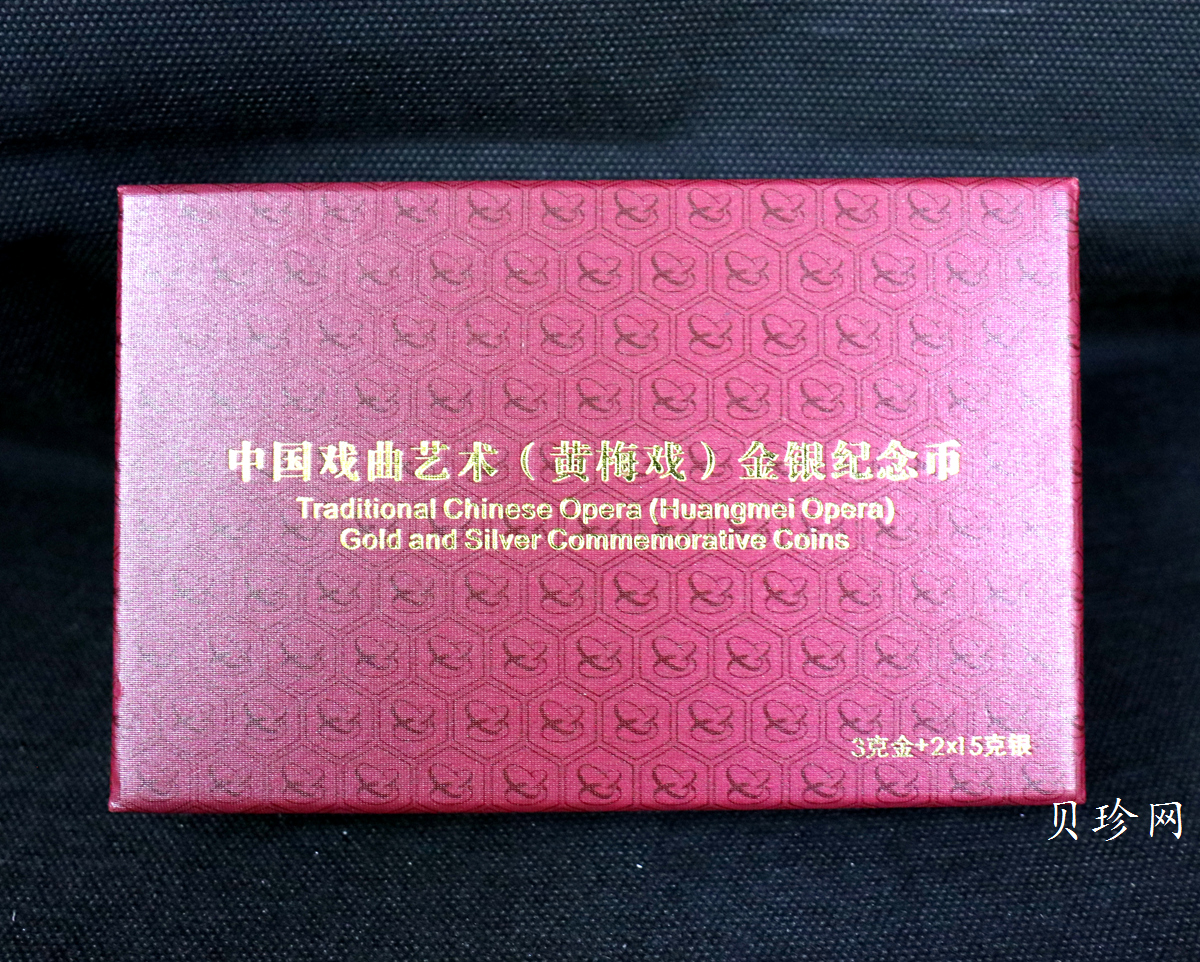 中国戏曲艺术（黄梅戏）金银纪念币
Traditional Chinese Opera (Huangmei Opera)
Gold and Silver Commemorative Coins
3克金+2×15克银
贝珍网